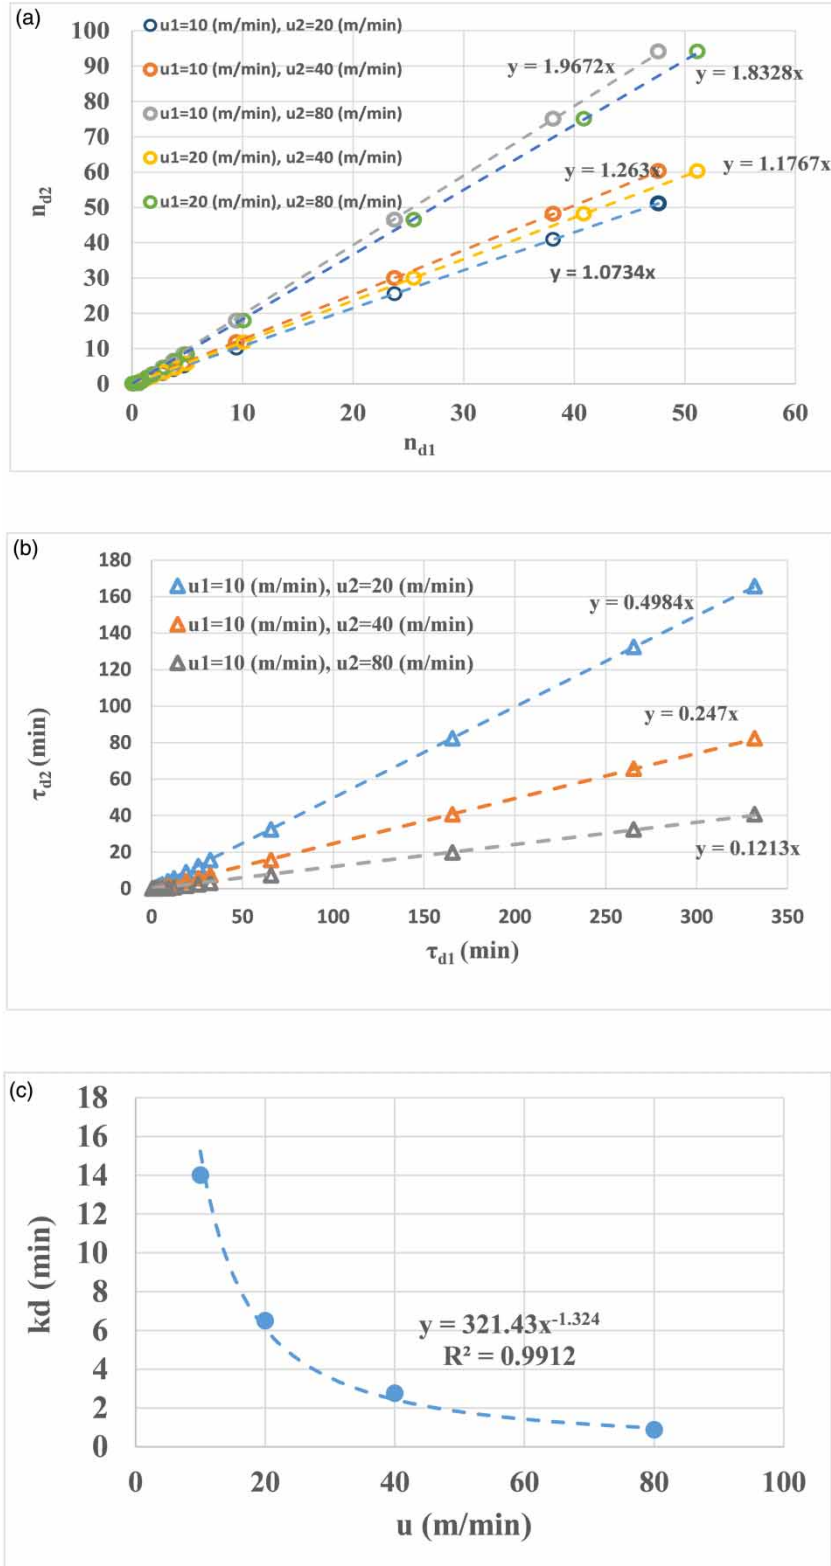 (a)
100
90
80
70
60
50
40
30
20
10
0
n_d2
u1=10 (m/min), u2=20 (m/min)
u1=10 (m/min), u2=40 (m/min)
u1=10 (m/min), u2=80 (m/min)
u1=20 (m/min), u2=40 (m/min)
u1=20 (m/min), u2=80 (m/min)
y = 1.9672x
y = 1.8328x
y = 1.263x
y = 1.1767x
y = 1.0734x
0 10 20 30 40 50 60
n_d1
(b)
180
160
140
120
100
80
60
40
20
0
τ_d2 (min)
u1=10 (m/min), u2=20 (m/min)
u1=10 (m/min), u2=40 (m/min)
u1=10 (m/min), u2=80 (m/min)
y = 0.4984x
y = 0.247x
y = 0.1213x
0 50 100 150 200 250 300 350
τ_d1 (min)
(c)
18
16
14
12
10
8
6
4
2
0
kd (min)
y = 321.43x^-1.324
R² = 0.9912
0 20 40 60 80 100
u (m/min)